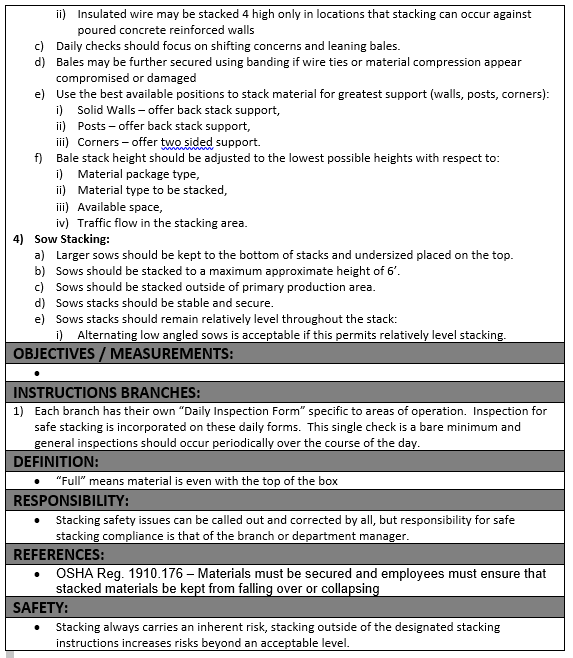 ii) Insulated wire may be stacked 4 high only in locations that stacking can occur against
poured concrete reinforced walls
c) Daily checks should focus on shifting concerns and leaning bales.
d) Bales may be further secured using banding if wire ties or material compression appear
compromised or damaged
e) Use the best available positions to stack material for greatest support (walls, posts, corners):
i) Solid Walls – offer back stack support,
ii) Posts – offer back stack support,
iii) Corners – offer two sided support.
f) Bale stack height should be adjusted to the lowest possible heights with respect to:
i) Material package type,
ii) Material type to be stacked,
iii) Available space,
iv) Traffic flow in the stacking area.
4) Sow Stacking:
a) Larger sows should be kept to the bottom of stacks and undersized placed on the top.
b) Sows should be stacked to a maximum approximate height of 6’.
c) Sows should be stacked outside of primary production area.
d) Sows stacks should be stable and secure.
e) Sows stacks should remain relatively level throughout the stack:
i) Alternating low angled sows is acceptable if this permits relatively level stacking.
OBJECTIVES / MEASUREMENTS:
•
INSTRUCTIONS BRANCHES:
1) Each branch has their own “Daily Inspection Form” specific to areas of operation. Inspection for
safe stacking is incorporated on these daily forms. This single check is a bare minimum and
general inspections should occur periodically over the course of the day.
DEFINITION:
• “Full” means material is even with the top of the box
RESPONSIBILITY:
• Stacking safety issues can be called out and corrected by all, but responsibility for safe
stacking compliance is that of the branch or department manager.
REFERENCES:
• OSHA Reg. 1910.176 – Materials must be secured and employees must ensure that
stacked materials be kept from falling over or collapsing
SAFETY:
• Stacking always carries an inherent risk, stacking outside of the designated stacking
instructions increases risks beyond an acceptable level.